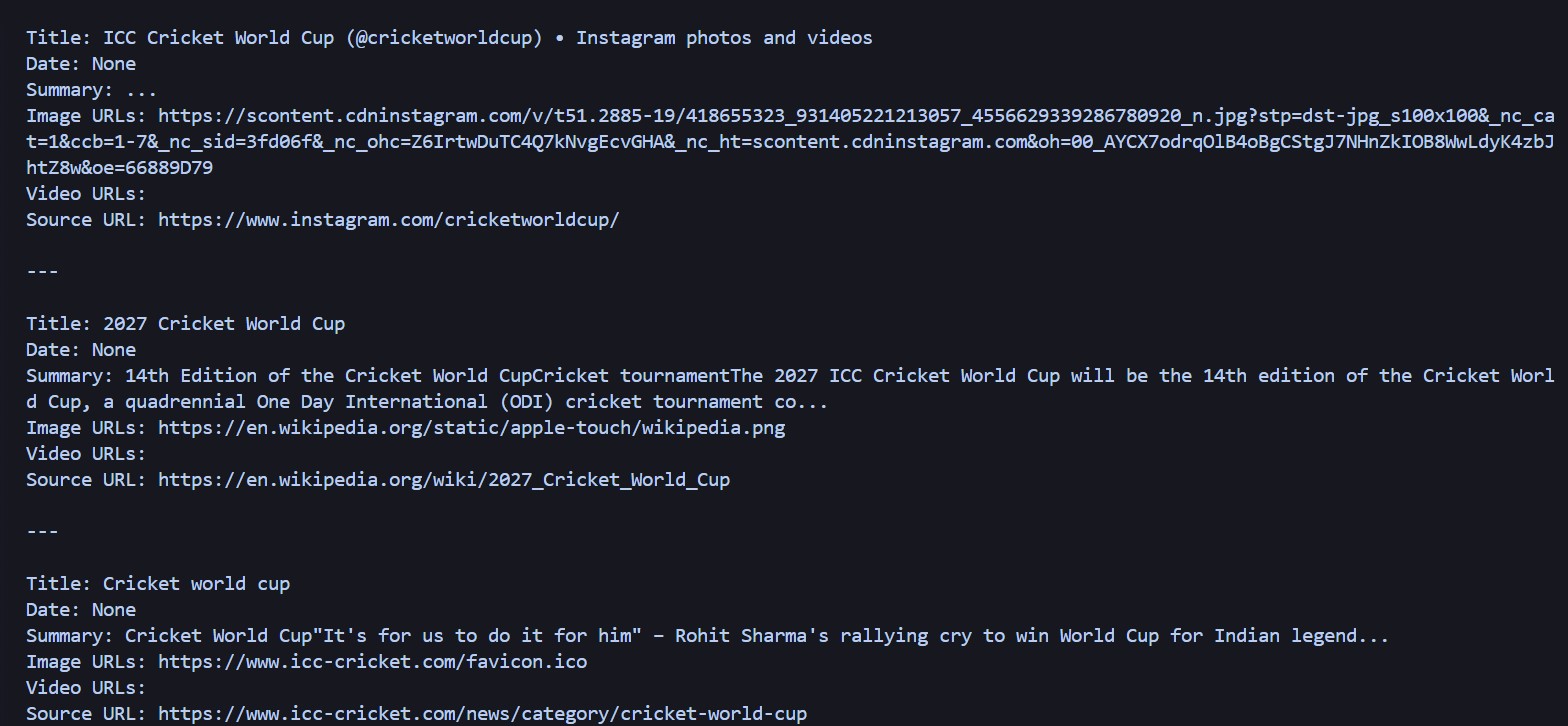 Title: ICC Cricket World Cup (@cricketworldcup) • Instagram photos and videos
Date: None
Summary: ...
Image URLs: https://scontent.cdninstagram.com/v/t51.2885-19/418655323_931405221213057_4556629339286780920_n.jpg?stp=dst-jpg_s100x100&_nc_ca
t=1&ccb=1-7&_nc_sid=3fd06f&_nc_ohc=Z6IrtwDuTC4Q7kNvgEcvGHA&_nc_ht=scontent.cdninstagram.com&oh=00_AYCX7odrqOlB4oBgCStgJ7NHnZkIOB8WwLdyK4zbJ
htZ8w&oe=66889D79
Video URLs:
Source URL: https://www.instagram.com/cricketworldcup/
---
Title: 2027 Cricket World Cup
Date: None
Summary: 14th Edition of the Cricket World CupCricket tournamentThe 2027 ICC Cricket World Cup will be the 14th edition of the Cricket Worl
d Cup, a quadrennial One Day International (ODI) cricket tournament co...
Image URLs: https://en.wikipedia.org/static/apple-touch/wikipedia.png
Video URLs:
Source URL: https://en.wikipedia.org/wiki/2027_Cricket_World_Cup
---
Title: Cricket world cup
Date: None
Summary: Cricket World Cup"It's for us to do it for him" – Rohit Sharma's rallying cry to win World Cup for Indian legend...
Image URLs: https://www.icc-cricket.com/favicon.ico
Video URLs:
Source URL: https://www.icc-cricket.com/news/category/cricket-world-cup